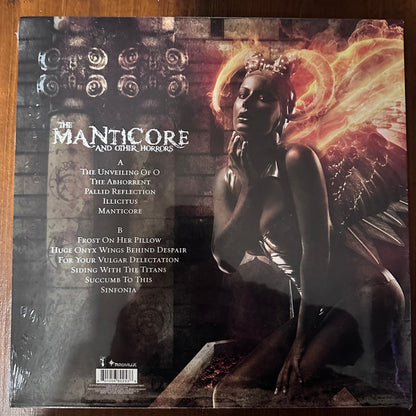 THE
MANTICORE
AND OTHER HORRORS
A
THE UNVEILING OF O
THE ABHORRENT
PALLID REFLECTION
ILLICITUS
MANTICORE
B
FROST ON HER PILLOW
HUGE ONYX WINGS BEHIND DESPAIR
FOR YOUR VULGAR DELECTATION
SIDING WITH THE TITANS
SUCCUMB TO THIS
SINFONIA
PEACEVILLE